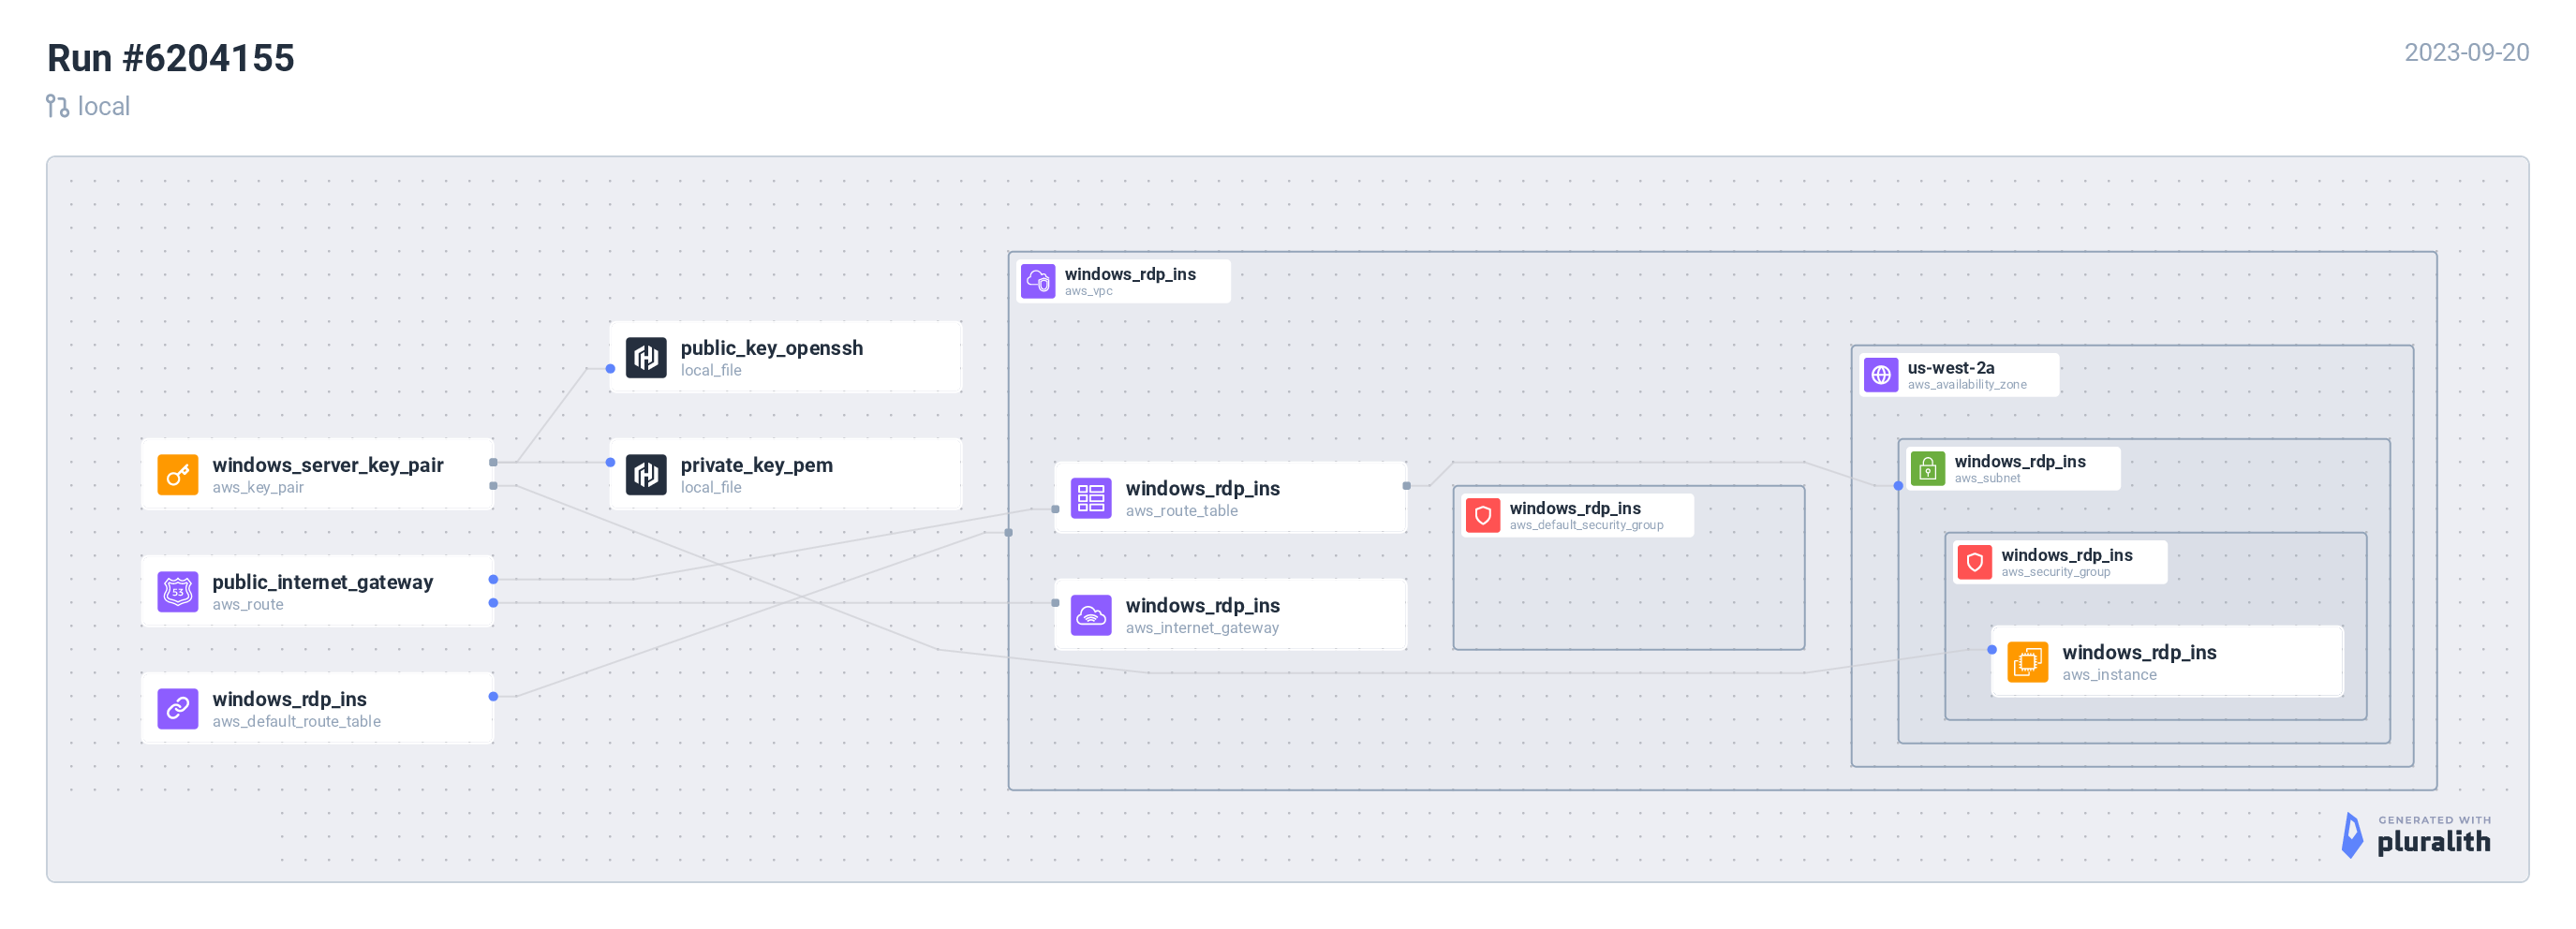 Run #6204155
2023-09-20
local
windows_rdp_ins
aws_vpc
public_key_openssh
local_file
us-west-2a
aws_availability_zone
windows_server_key_pair
aws_key_pair
private_key_pem
local_file
windows_rdp_ins
aws_route_table
windows_rdp_ins
aws_default_security_group
windows_rdp_ins
aws_subnet
public_internet_gateway
aws_route
53
windows_rdp_ins
aws_internet_gateway
windows_rdp_ins
aws_security_group
windows_rdp_ins
aws_default_route_table
windows_rdp_ins
aws_instance
GENERATED WITH
pluralith